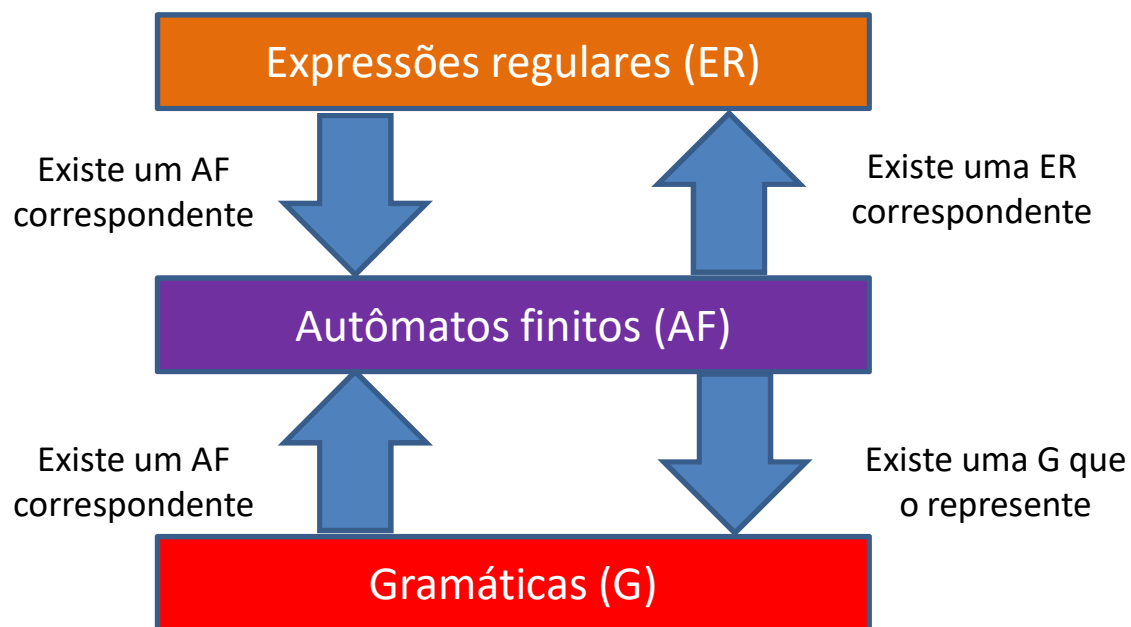 Expressões regulares (ER)
Existe um AF
correspondente
Existe uma ER
correspondente
Autômatos finitos (AF)
Existe um AF
correspondente
Existe uma G que
o represente
Gramáticas (G)